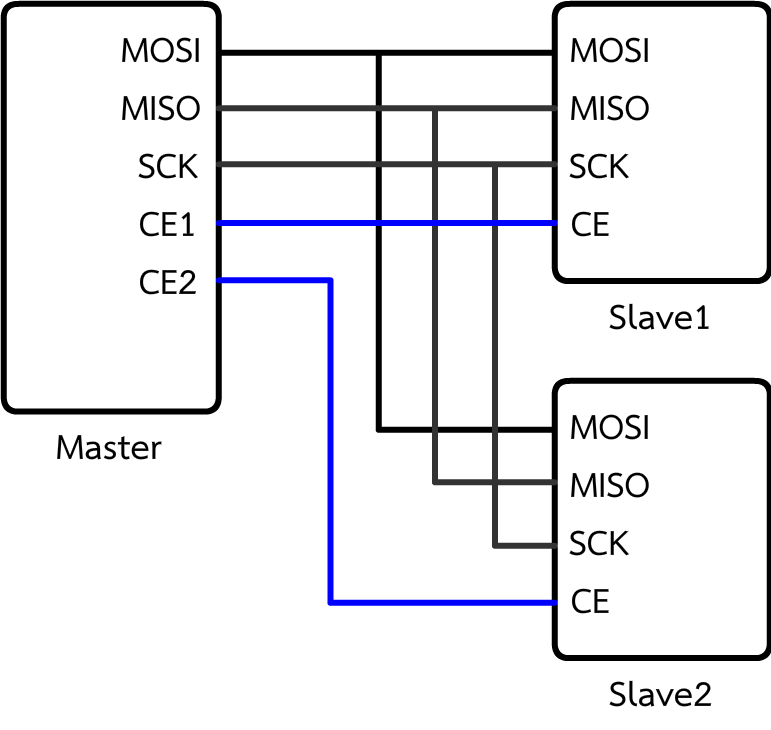 MOSI
MISO
SCK
CE1
CE2
Master
MOSI
MISO
SCK
CE
Slave1
MOSI
MISO
SCK
CE
Slave2